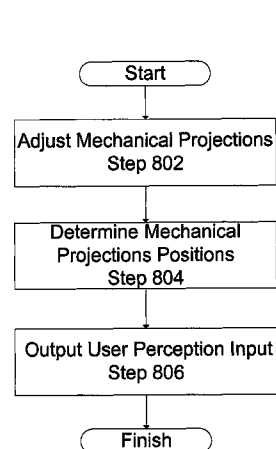 Start
Adjust Mechanical Projections
Step 802
Determine Mechanical
Projections Positions
Step 804
Output User Perception Input
Step 806
Finish